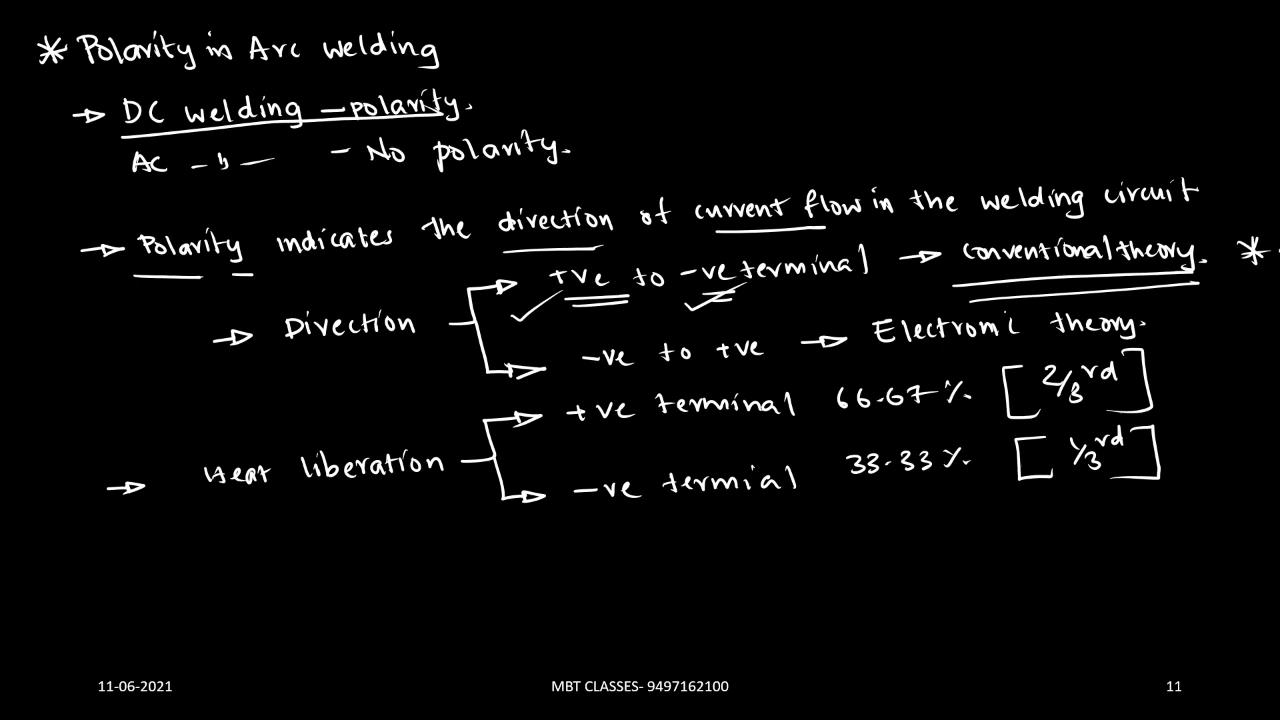 * Polarity in Arc welding
→ DC welding - polarity.
AC - " - - No polarity.
→ Polarity indicates the direction of current flow in the welding circuit
+ve to -ve terminal → conventional theory. *
→ Direction
-ve to +ve → Electronic theory.
+ve terminal 66.67 %. [2/3rd]
→ Heat liberation
-ve termial 33.33 %. [1/3rd]
11-06-2021 MBT CLASSES- 9497162100 11